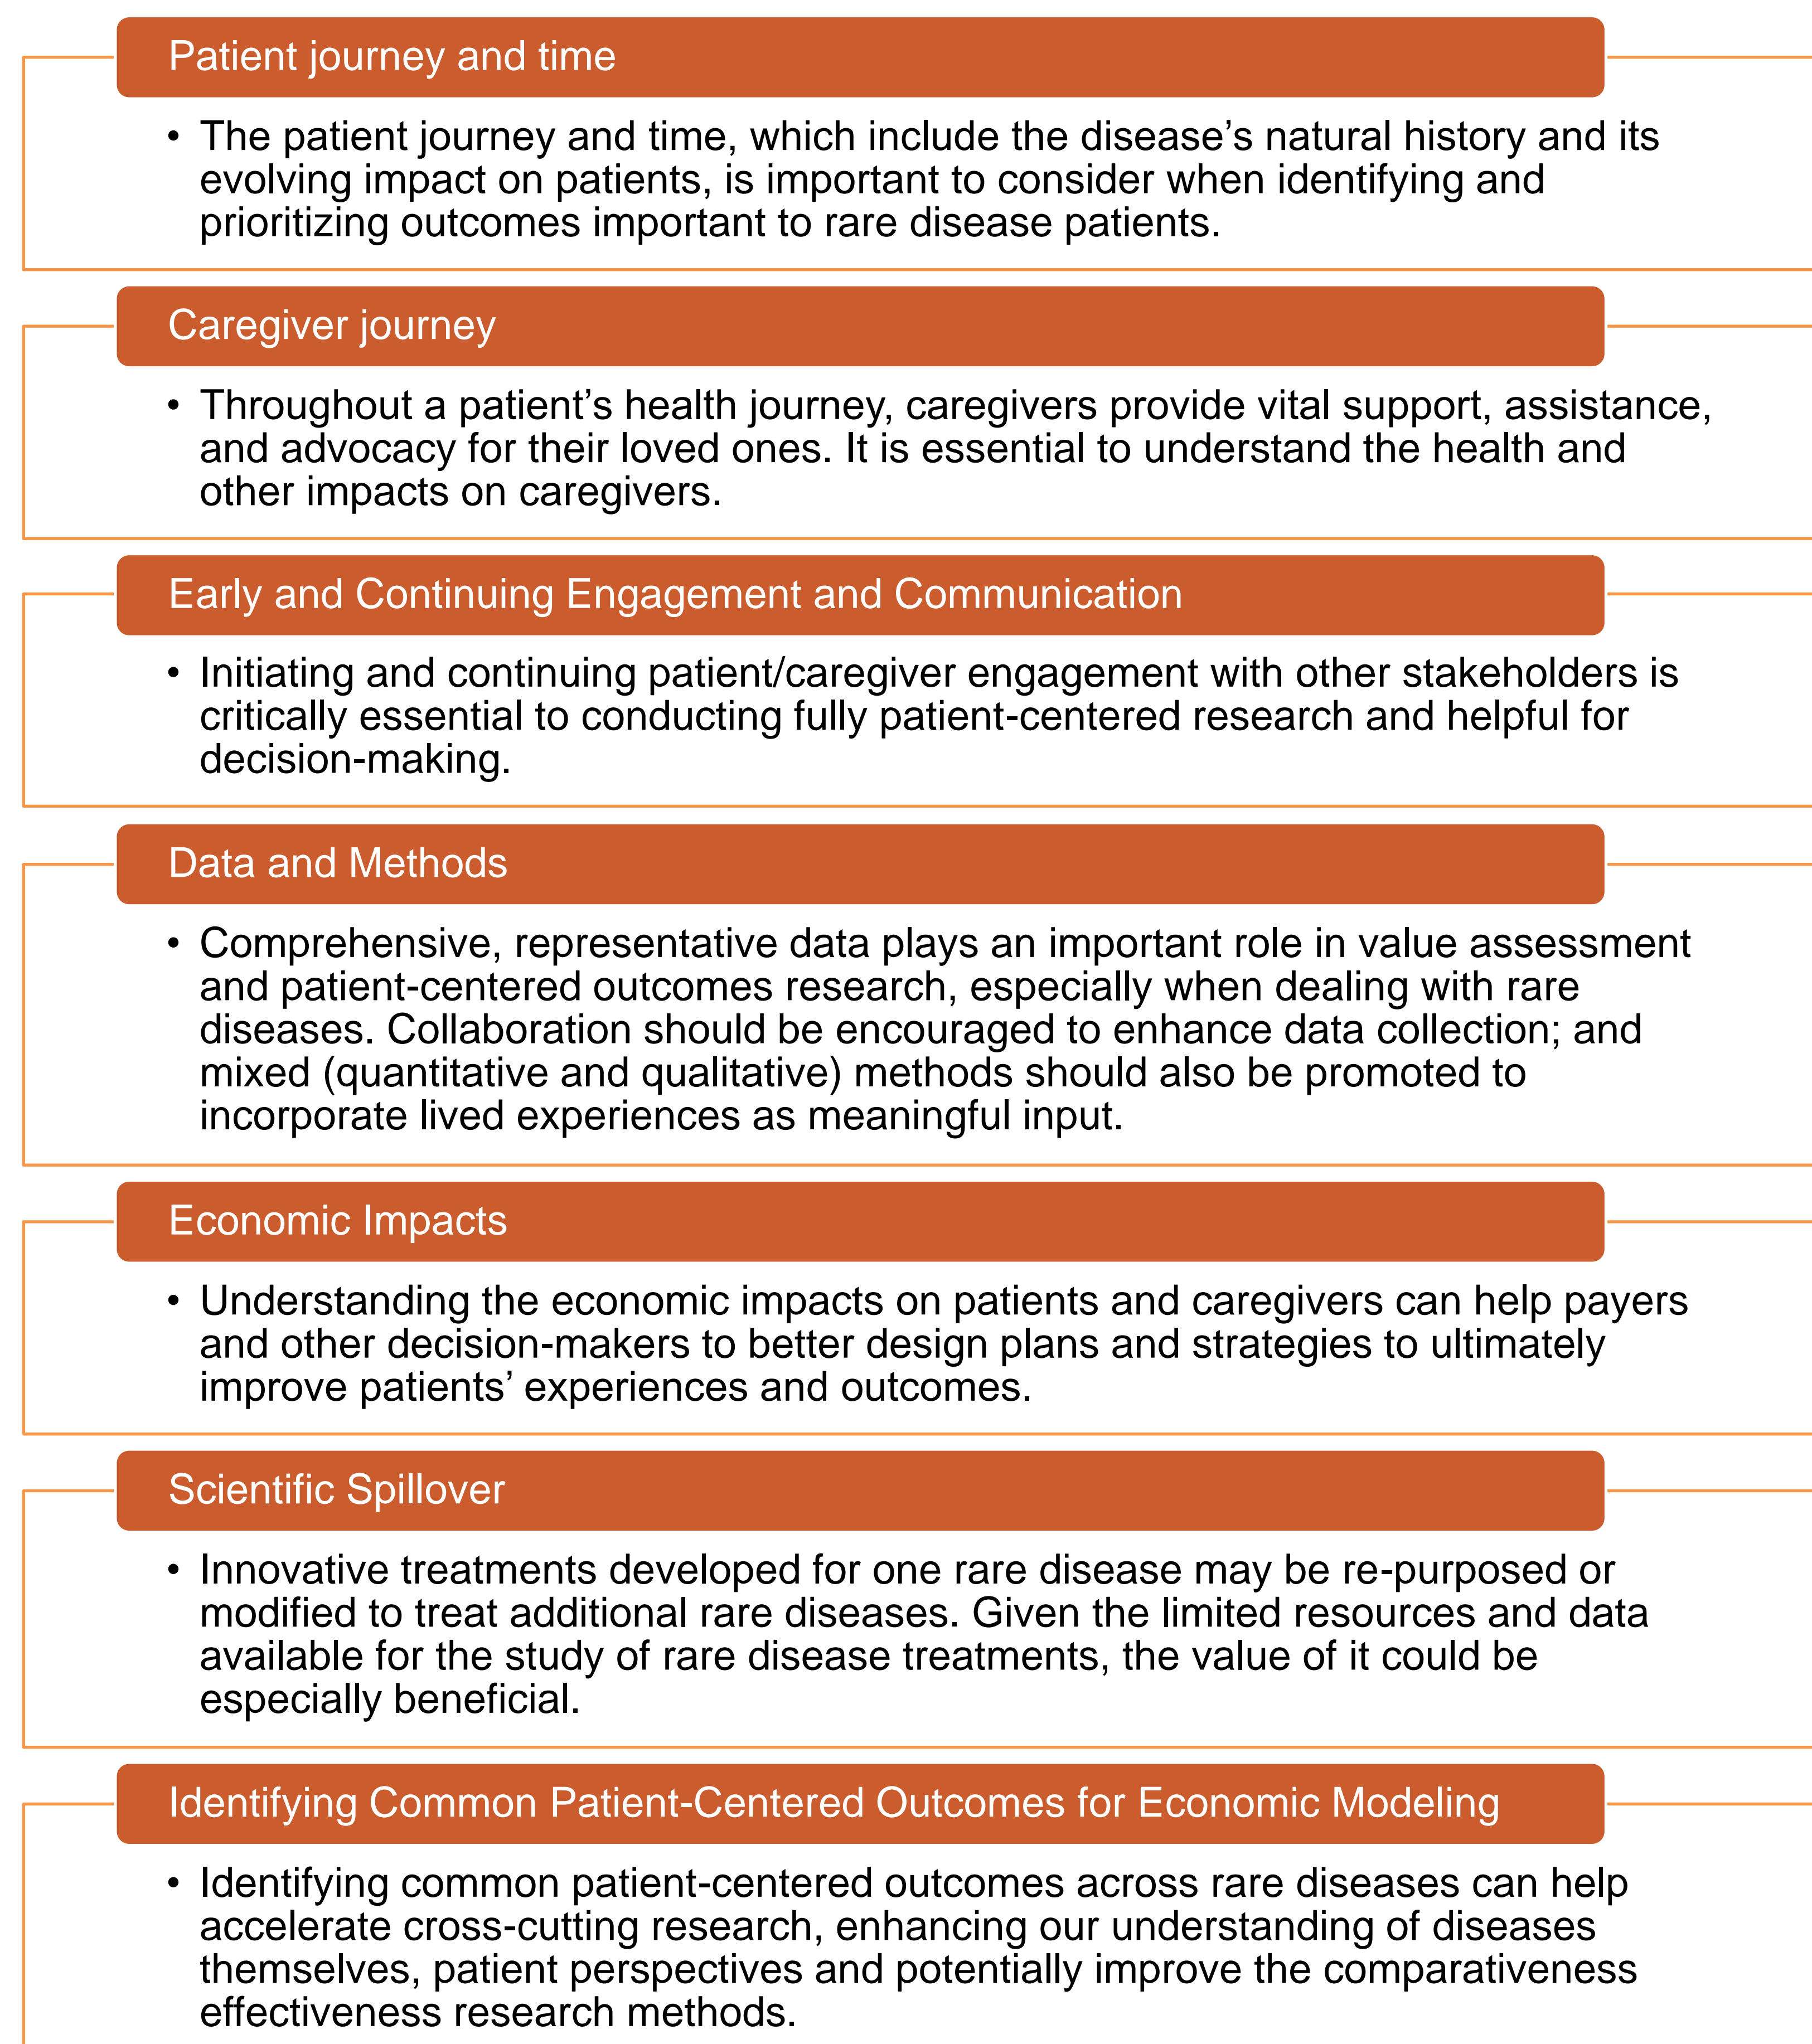 Patient journey and time
• The patient journey and time, which include the disease’s natural history and its
evolving impact on patients, is important to consider when identifying and
prioritizing outcomes important to rare disease patients.
Caregiver journey
• Throughout a patient’s health journey, caregivers provide vital support, assistance,
and advocacy for their loved ones. It is essential to understand the health and
other impacts on caregivers.
Early and Continuing Engagement and Communication
• Initiating and continuing patient/caregiver engagement with other stakeholders is
critically essential to conducting fully patient-centered research and helpful for
decision-making.
Data and Methods
• Comprehensive, representative data plays an important role in value assessment
and patient-centered outcomes research, especially when dealing with rare
diseases. Collaboration should be encouraged to enhance data collection; and
mixed (quantitative and qualitative) methods should also be promoted to
incorporate lived experiences as meaningful input.
Economic Impacts
• Understanding the economic impacts on patients and caregivers can help payers
and other decision-makers to better design plans and strategies to ultimately
improve patients’ experiences and outcomes.
Scientific Spillover
• Innovative treatments developed for one rare disease may be re-purposed or
modified to treat additional rare diseases. Given the limited resources and data
available for the study of rare disease treatments, the value of it could be
especially beneficial.
Identifying Common Patient-Centered Outcomes for Economic Modeling
• Identifying common patient-centered outcomes across rare diseases can help
accelerate cross-cutting research, enhancing our understanding of diseases
themselves, patient perspectives and potentially improve the comparativeness
effectiveness research methods.